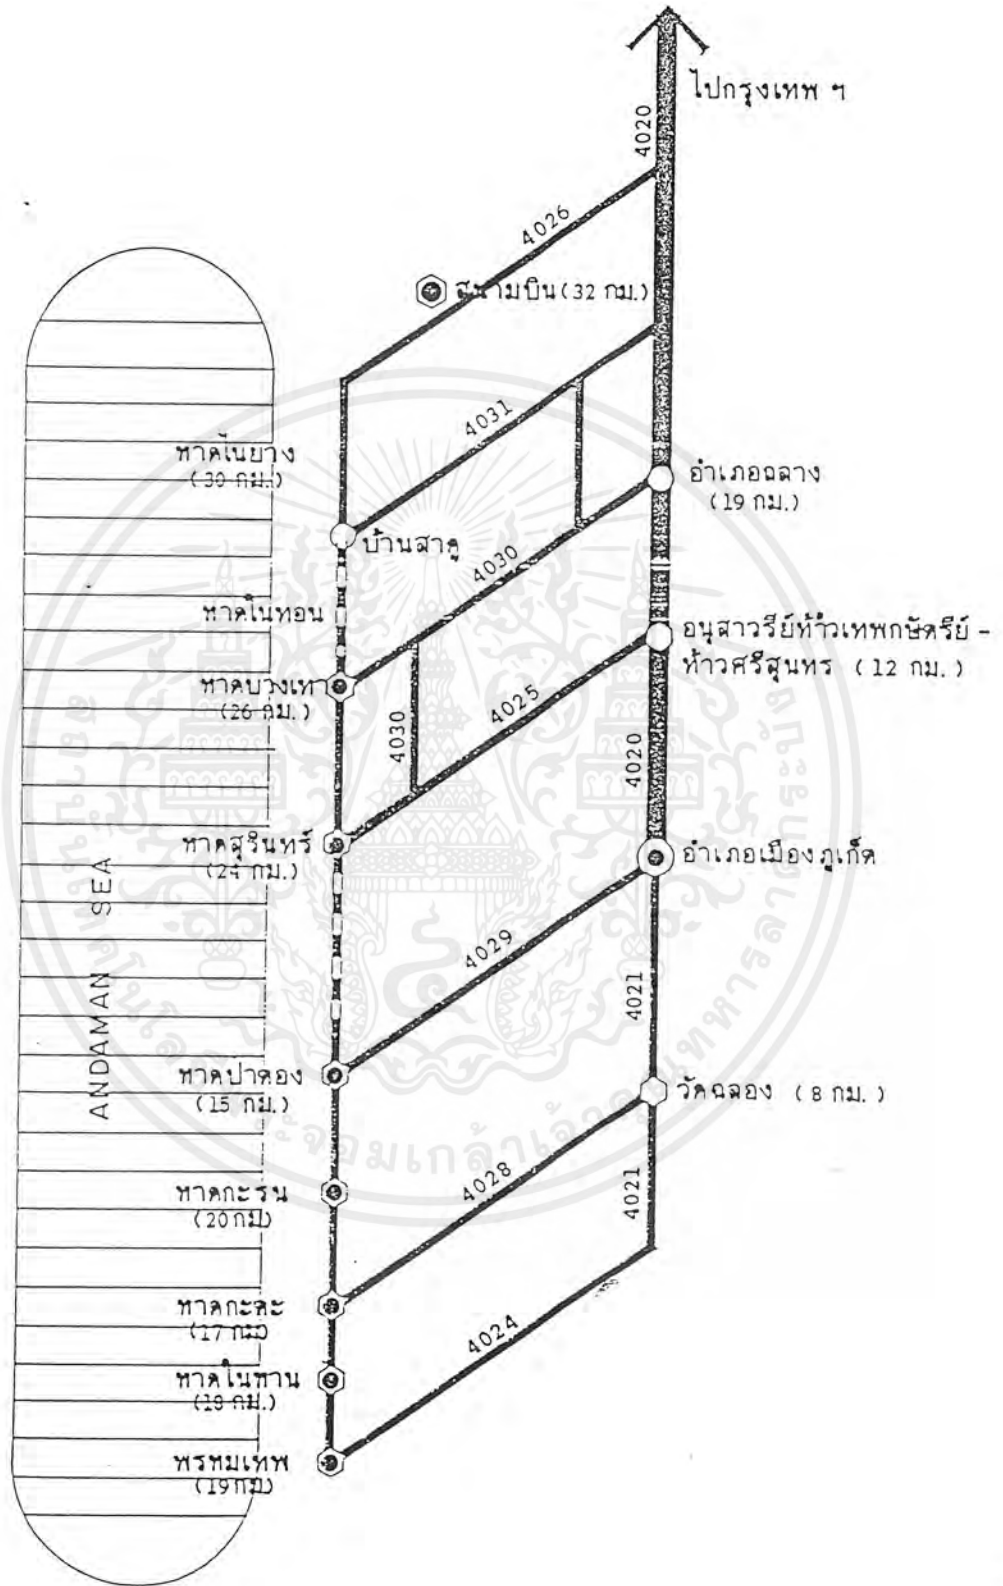 ไปกรุงเทพ ฯ
4020
4026
สนามบิน (32 กม.)
4031
หาดในยาง
(30 กม.)
อำเภอถลาง
(19 กม.)
บ้านสาคู
4030
หาดในทอน
อนุสาวรีย์ท้าวเทพกษัตรีย์ -
ท้าวศรีสุนทร (12 กม.)
หาดบางเทา
(26 กม.)
4025
4030
4020
หาดสุรินทร์
(24 กม.)
อำเภอเมืองภูเก็ต
ANDAMAN SEA
4029
4021
หาดป่าตอง
(15 กม.)
วัดฉลอง (8 กม.)
หาดกะรน
(20 กม)
4028
4021
หาดกะตะ
(17 กม)
4024
หาดในหาน
(18 กม.)
พรหมเทพ
(19 กม)